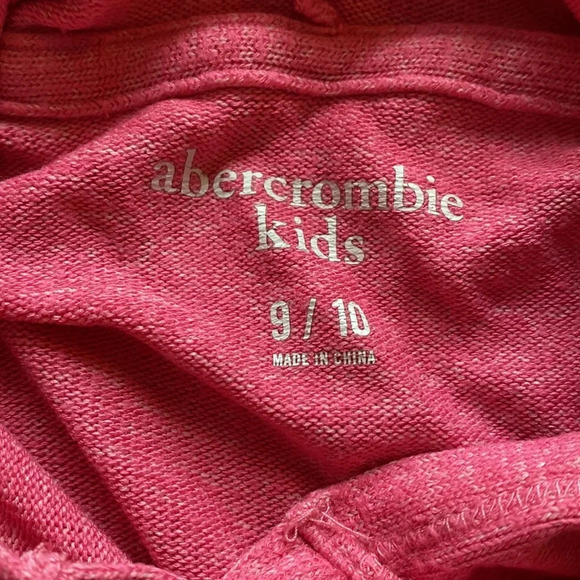 abercrombie
kids
9 / 10
MADE IN CHINA